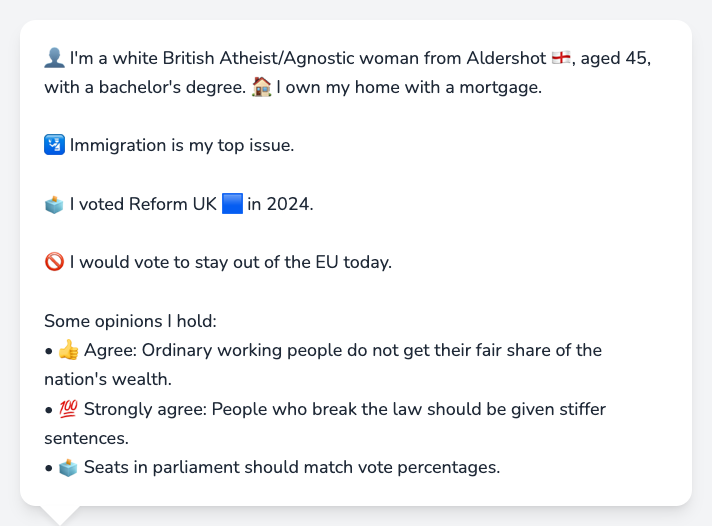 👤 I'm a white British Atheist/Agnostic woman from Aldershot 🏴󠁧󠁢󠁥󠁮󠁧󠁿, aged 45,
with a bachelor's degree. 🏠 I own my home with a mortgage.
🛂 Immigration is my top issue.
🗳️ I voted Reform UK 🟦 in 2024.
🚫 I would vote to stay out of the EU today.
Some opinions I hold:
• 👍 Agree: Ordinary working people do not get their fair share of the
nation's wealth.
• 💯 Strongly agree: People who break the law should be given stiffer
sentences.
• 🗳️ Seats in parliament should match vote percentages.